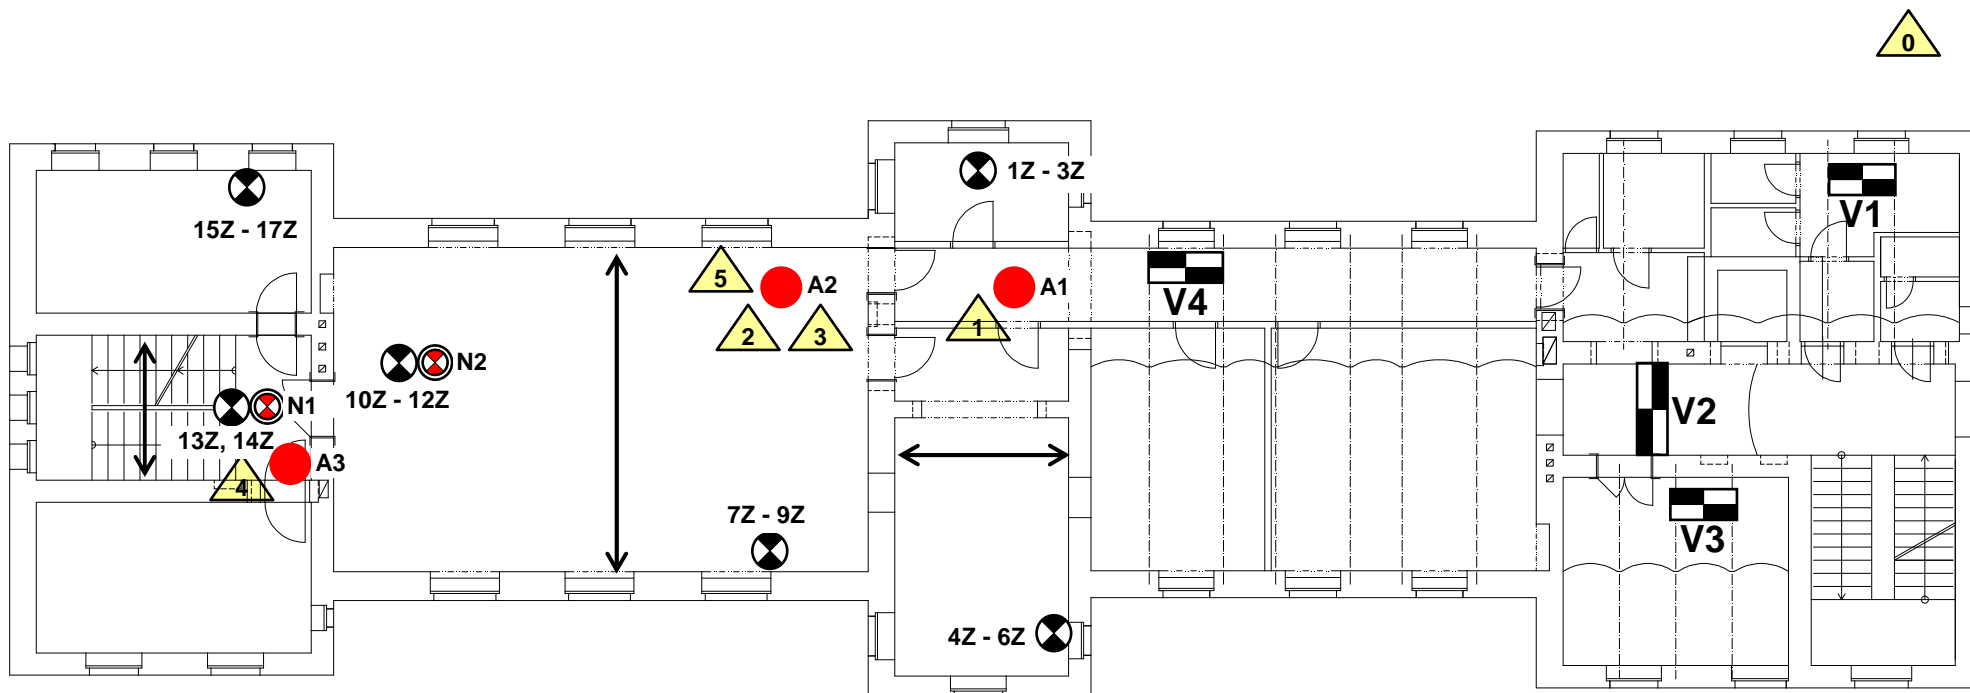 0
1Z - 3Z
V1
15Z - 17Z
5
A2
A1
V4
2
3
1
N2
10Z - 12Z
N1
V2
13Z, 14Z
A3
4
7Z - 9Z
V3
4Z - 6Z